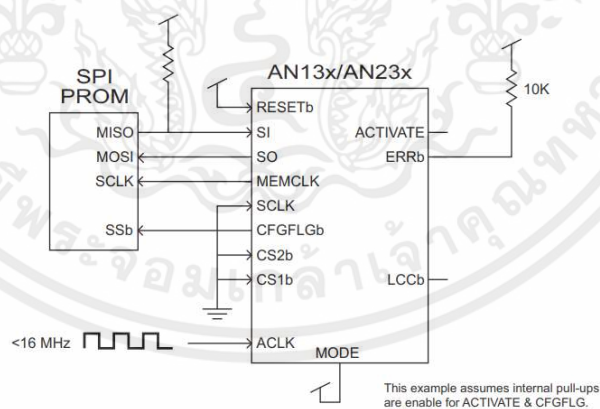 AN13x/AN23x
SPI
PROM
MISO
MOSI
SCLK
SSb
RESETb
SI
SO
MEMCLK
SCLK
CFGFLGb
CS2b
CS1b
ACLK
ACTIVATE
ERRb
LCCb
MODE
10K
<16 MHz
This example assumes internal pull-ups
are enable for ACTIVATE & CFGFLG.